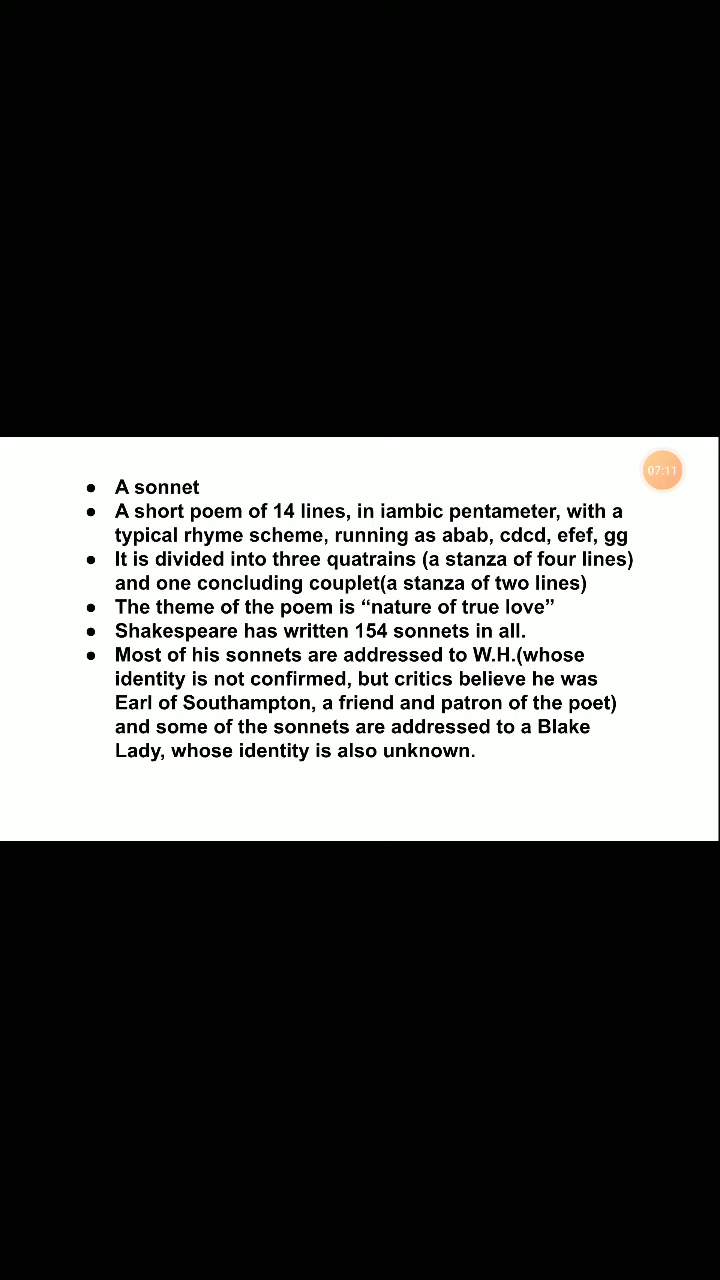 07:11
● A sonnet
● A short poem of 14 lines, in iambic pentameter, with a
typical rhyme scheme, running as abab, cdcd, efef, gg
● It is divided into three quatrains (a stanza of four lines)
and one concluding couplet(a stanza of two lines)
● The theme of the poem is “nature of true love”
● Shakespeare has written 154 sonnets in all.
● Most of his sonnets are addressed to W.H.(whose
identity is not confirmed, but critics believe he was
Earl of Southampton, a friend and patron of the poet)
and some of the sonnets are addressed to a Blake
Lady, whose identity is also unknown.